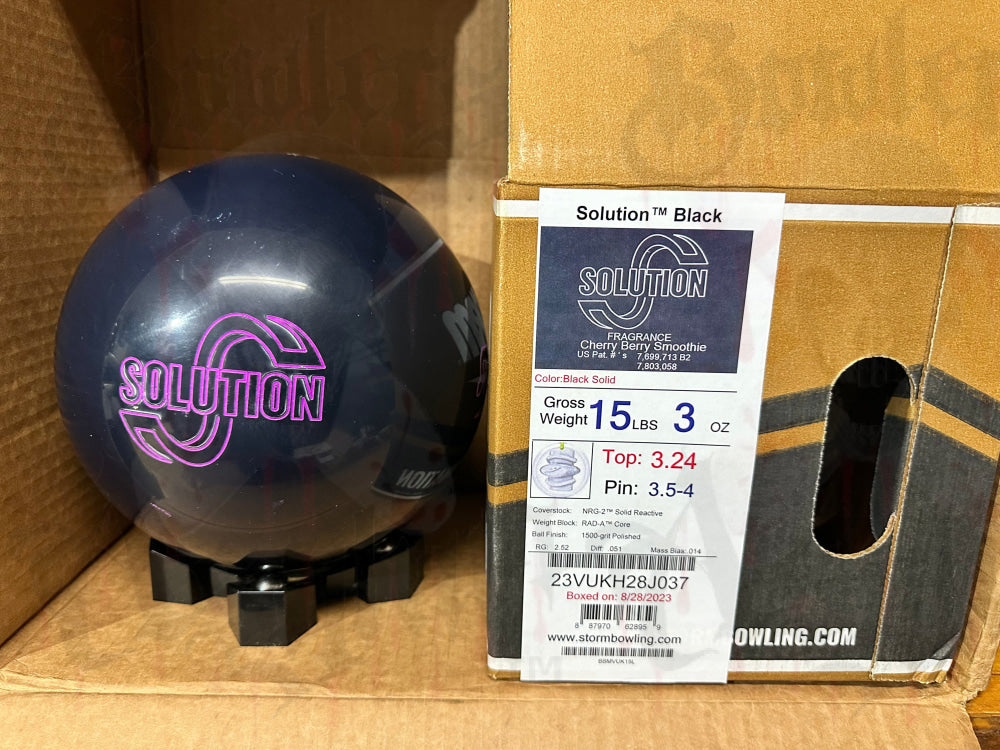 SOLUTION
Solution™ Black
SOLUTION
FRAGRANCE
Cherry Berry Smoothie
US Pat. #'s 7,699,713 B2
7,803,058
Color:Black Solid
Gross Weight 15 LBS 3 OZ
Top: 3.24
Pin: 3.5-4
Coverstock: NRG-2™ Solid Reactive
Weight Block: RAD-A™ Core
Ball Finish: 1500-grit Polished
RG: 2.52 Diff: .051 Mass Bias: .014
23VUKH28J037
Boxed on: 8/28/2023
8 87970 62895 9
www.stormbowling.com
BBMVUK15L
BOWLING.COM